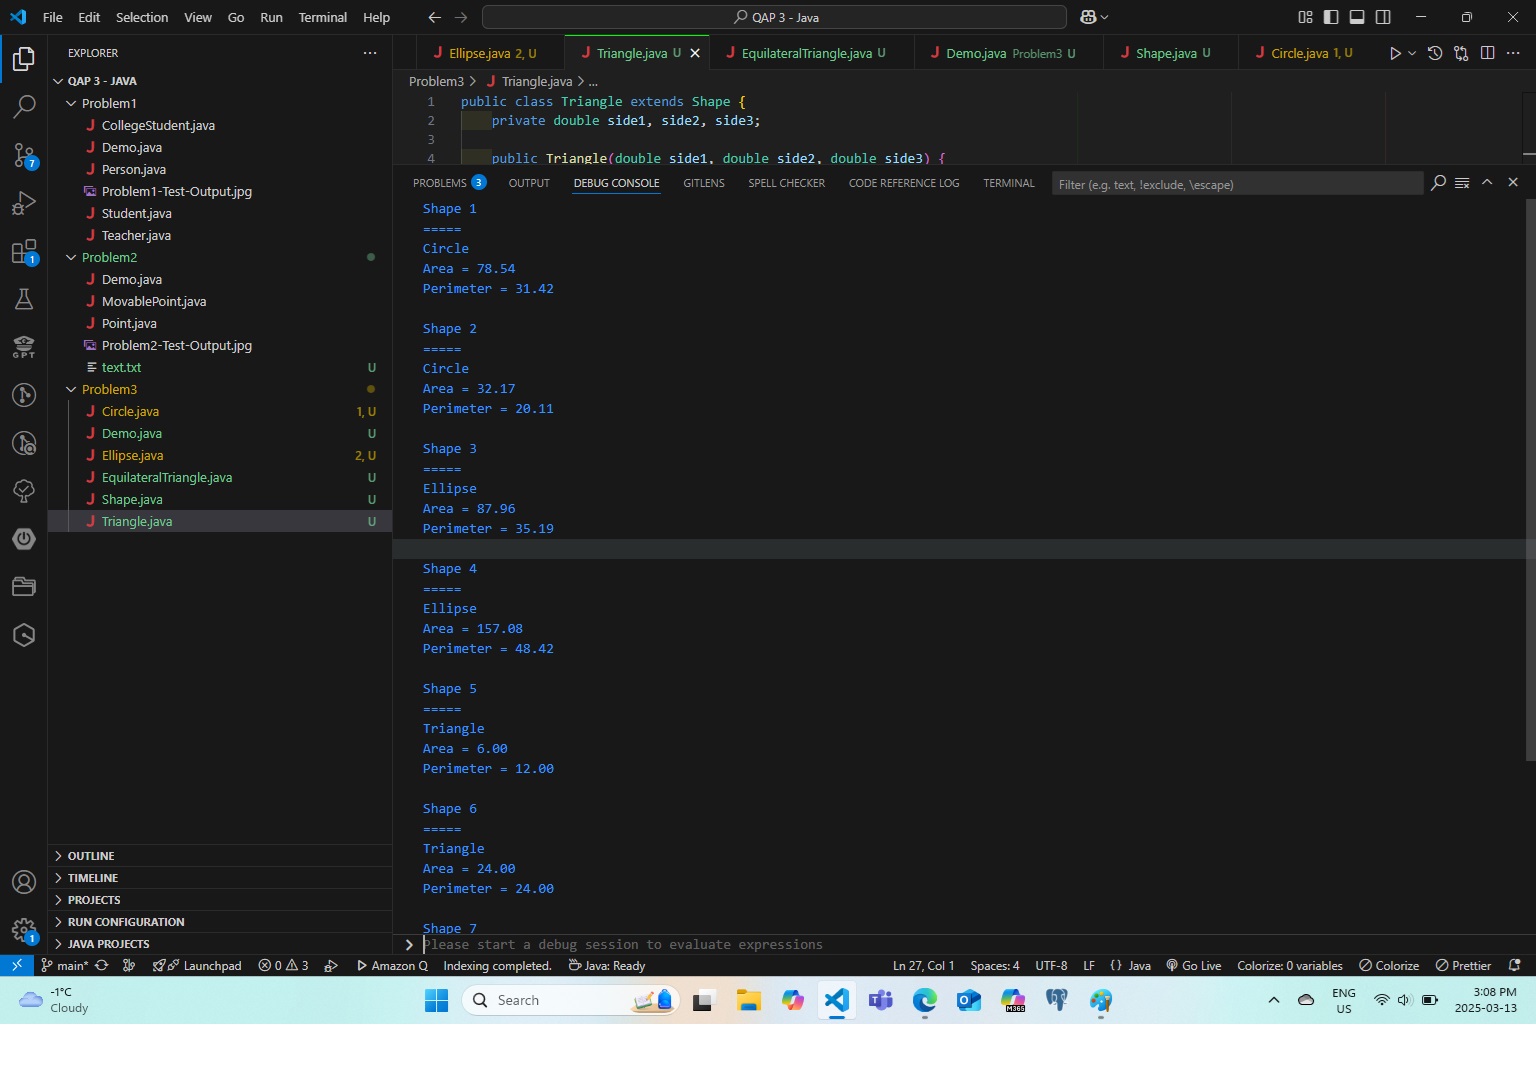 File Edit Selection View Go Run Terminal Help
QAP 3 - Java
EXPLORER
QAP 3 - JAVA
Problem1
CollegeStudent.java
Demo.java
Person.java
Problem1-Test-Output.jpg
Student.java
Teacher.java
Problem2
Demo.java
MovablePoint.java
Point.java
Problem2-Test-Output.jpg
text.txt U
Problem3
Circle.java 1, U
Demo.java U
Ellipse.java 2, U
EquilateralTriangle.java U
Shape.java U
Triangle.java U
OUTLINE
TIMELINE
PROJECTS
RUN CONFIGURATION
JAVA PROJECTS
7
1
GPT
1
Ellipse.java 2, U Triangle.java U EquilateralTriangle.java U Demo.java Problem3 U Shape.java U Circle.java 1, U
Problem3 > Triangle.java > ...
1 public class Triangle extends Shape {
2 private double side1, side2, side3;
3
4 public Triangle(double side1, double side2, double side3) {
PROBLEMS 3 OUTPUT DEBUG CONSOLE GITLENS SPELL CHECKER CODE REFERENCE LOG TERMINAL Filter (e.g. text, !exclude, \escape)
Shape 1
=====
Circle
Area = 78.54
Perimeter = 31.42
Shape 2
=====
Circle
Area = 32.17
Perimeter = 20.11
Shape 3
=====
Ellipse
Area = 87.96
Perimeter = 35.19
Shape 4
=====
Ellipse
Area = 157.08
Perimeter = 48.42
Shape 5
=====
Triangle
Area = 6.00
Perimeter = 12.00
Shape 6
=====
Triangle
Area = 24.00
Perimeter = 24.00
Shape 7
Please start a debug session to evaluate expressions
main* Launchpad 0 3 Amazon Q Indexing completed. Java: Ready Ln 27, Col 1 Spaces: 4 UTF-8 LF {} Java Go Live Colorize: 0 variables Colorize Prettier
-1°C
Cloudy
Search
M365
ENG
US
3:08 PM
2025-03-13